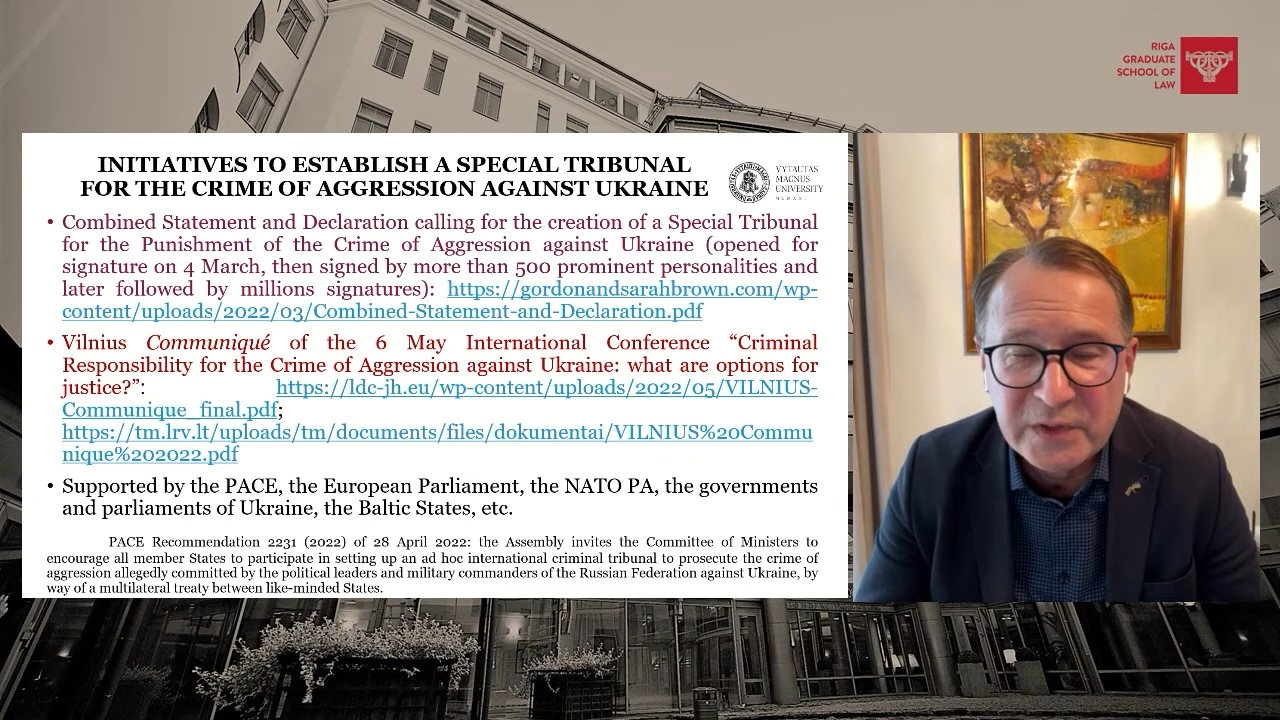 RIGA
GRADUATE
SCHOOL OF
LAW
INITIATIVES TO ESTABLISH A SPECIAL TRIBUNAL
FOR THE CRIME OF AGGRESSION AGAINST UKRAINE
VYTAUTAS
MAGNUS
UNIVERSITY
MCMXXII
• Combined Statement and Declaration calling for the creation of a Special Tribunal
for the Punishment of the Crime of Aggression against Ukraine (opened for
signature on 4 March, then signed by more than 500 prominent personalities and
later followed by millions signatures): https://gordonandsarahbrown.com/wp-
content/uploads/2022/03/Combined-Statement-and-Declaration.pdf
• Vilnius Communiqué of the 6 May International Conference “Criminal
Responsibility for the Crime of Aggression against Ukraine: what are options for
justice?”: https://ldc-jh.eu/wp-content/uploads/2022/05/VILNIUS-
Communique_final.pdf;
https://tm.lrv.lt/uploads/tm/documents/files/dokumentai/VILNIUS%20Commu
nique%202022.pdf
• Supported by the PACE, the European Parliament, the NATO PA, the governments
and parliaments of Ukraine, the Baltic States, etc.
PACE Recommendation 2231 (2022) of 28 April 2022: the Assembly invites the Committee of Ministers to
encourage all member States to participate in setting up an ad hoc international criminal tribunal to prosecute the crime of
aggression allegedly committed by the political leaders and military commanders of the Russian Federation against Ukraine, by
way of a multilateral treaty between like-minded States.